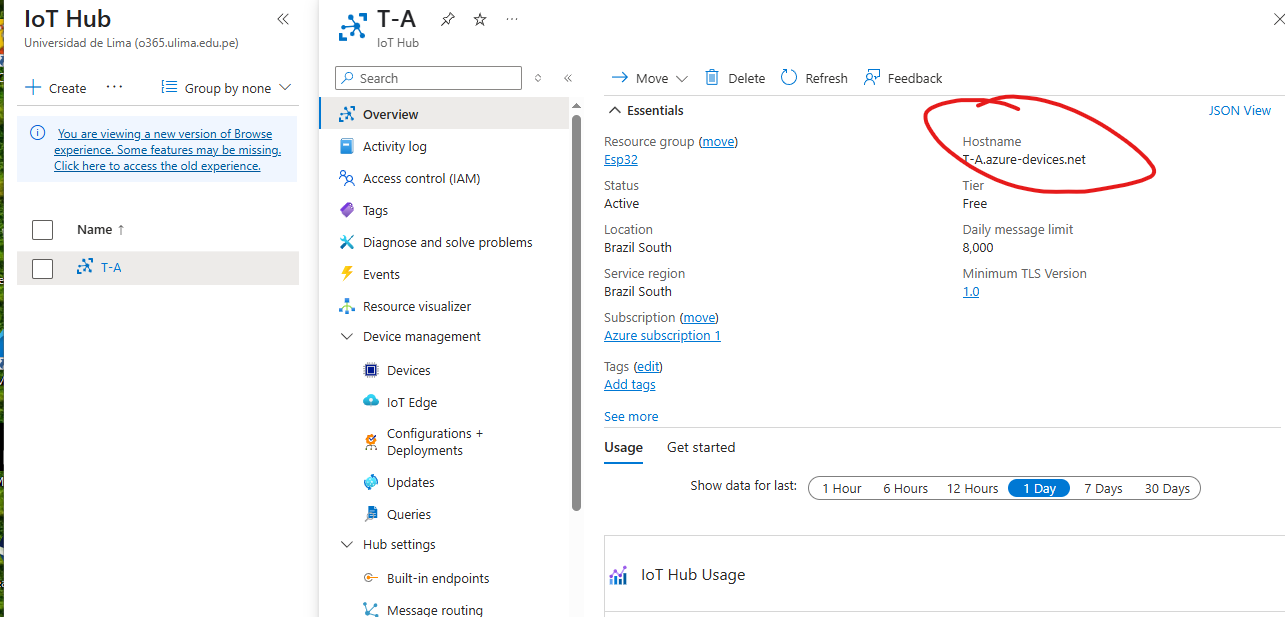 IoT Hub
Universidad de Lima (o365.ulima.edu.pe)
Create
Group by none
You are viewing a new version of Browse
experience. Some features may be missing.
Click here to access the old experience.
Name ↑
T-A
T-A
IoT Hub
Search
Overview
Activity log
Access control (IAM)
Tags
Diagnose and solve problems
Events
Resource visualizer
Device management
Devices
IoT Edge
Configurations +
Deployments
Updates
Queries
Hub settings
Built-in endpoints
Message routing
Move
Delete
Refresh
Feedback
Essentials
JSON View
Resource group (move)
Esp32
Status
Active
Location
Brazil South
Service region
Brazil South
Subscription (move)
Azure subscription 1
Tags (edit)
Add tags
See more
Hostname
T-A.azure-devices.net
Tier
Free
Daily message limit
8,000
Minimum TLS Version
1.0
Usage
Get started
Show data for last:
1 Hour
6 Hours
12 Hours
1 Day
7 Days
30 Days
IoT Hub Usage